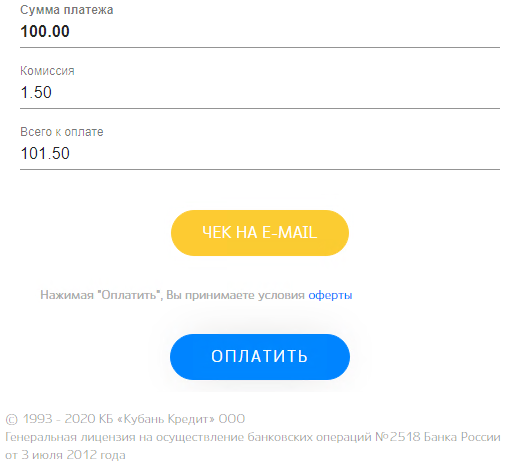 Сумма платежа
100.00
Комиссия
1.50
Всего к оплате
101.50
ЧЕК НА E-MAIL
Нажимая "Оплатить", Вы принимаете условия оферты
ОПЛАТИТЬ
© 1993 - 2020 КБ «Кубань Кредит» ООО
Генеральная лицензия на осуществление банковских операций №2518 Банка России
от 3 июля 2012 года